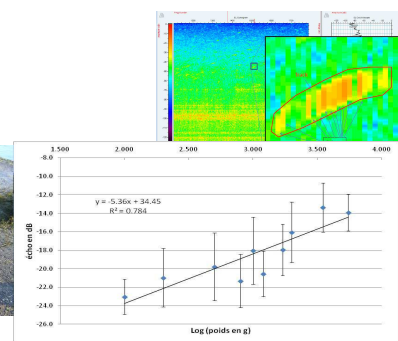 1.500 2.000 2.500 3.000 3.500 4.000
-8.0
-10.0
-12.0
-14.0
-16.0
-18.0
-20.0
-22.0
-24.0
-26.0
y = -5.36x + 34.45
R² = 0.784
écho en dB
Log (poids en g)